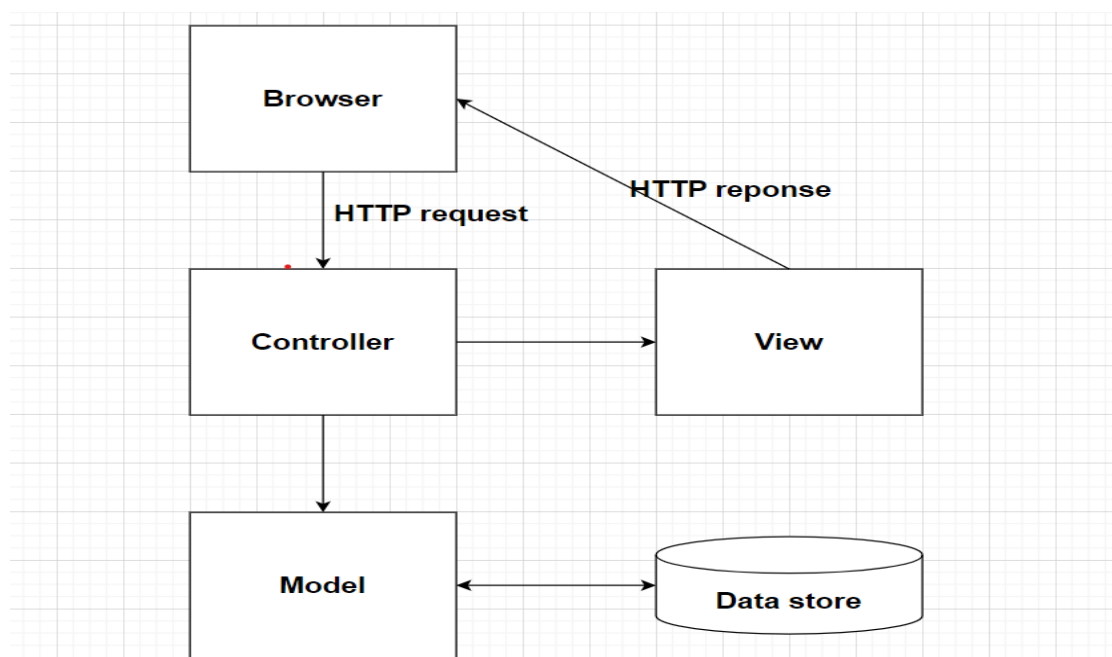 Browser
HTTP reponse
HTTP request
Controller
View
Model
Data store